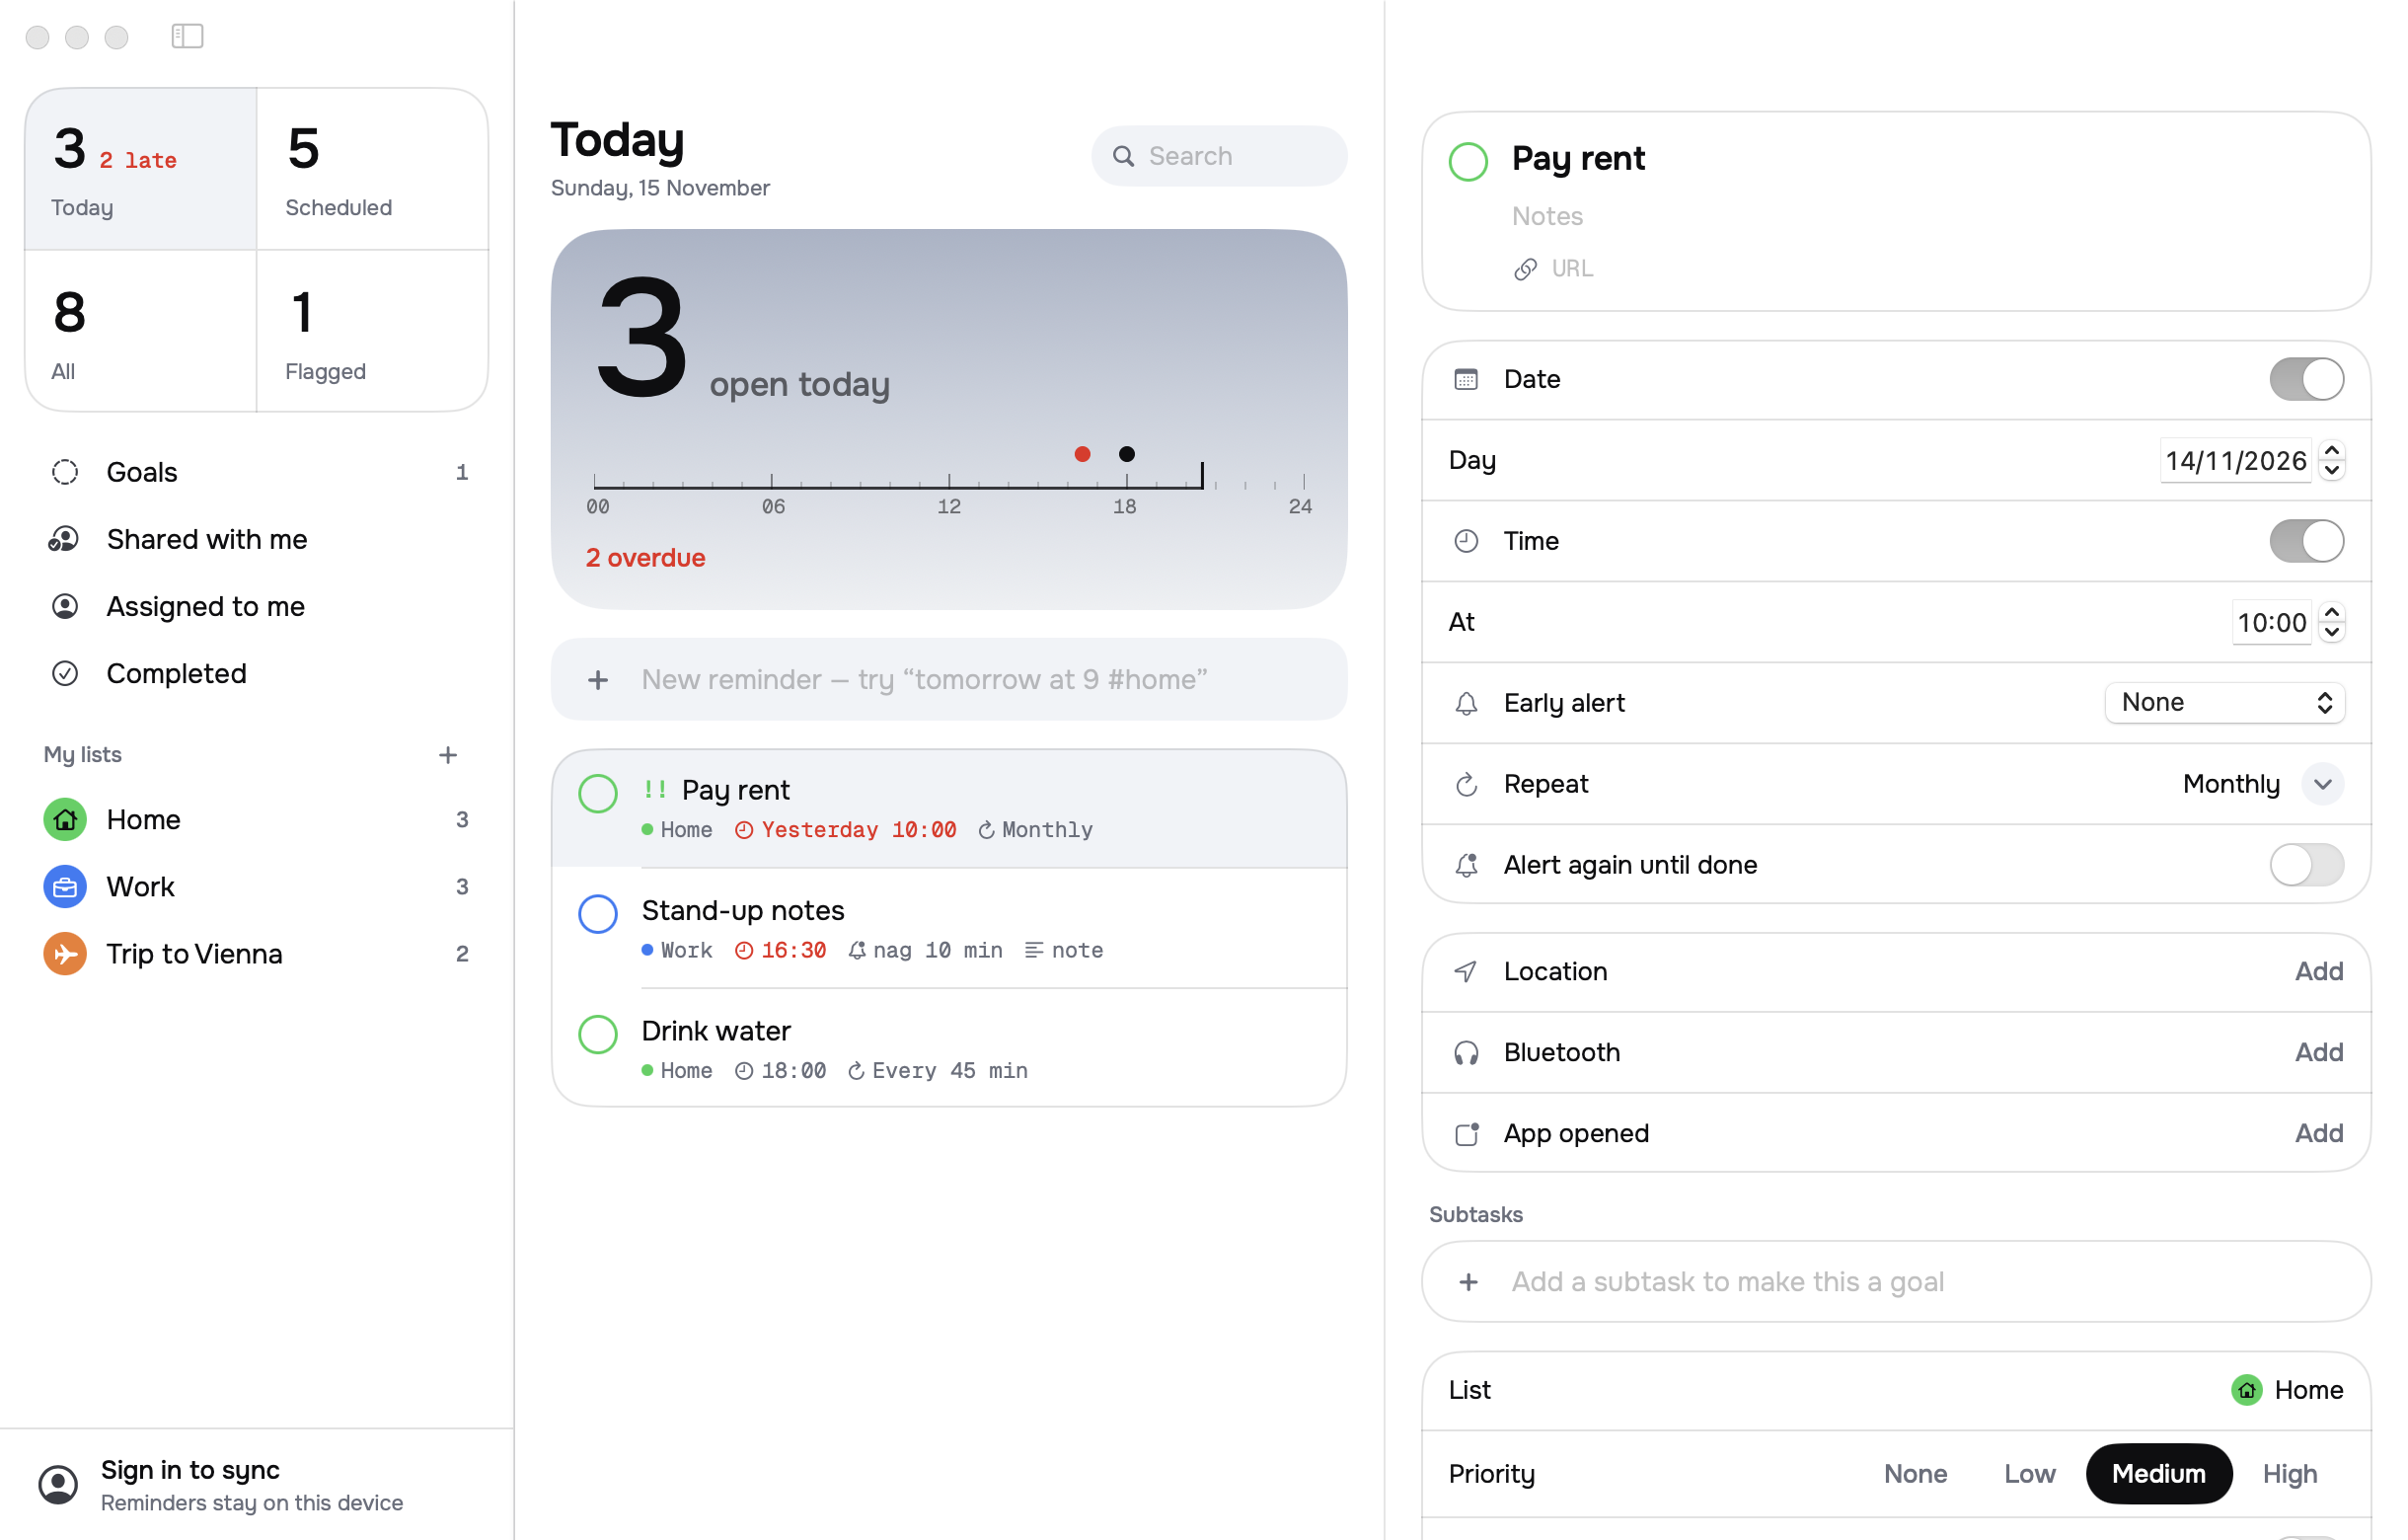 3 2 late
Today
5
Scheduled
8
All
1
Flagged
Goals 1
Shared with me
Assigned to me
Completed
My lists
Home 3
Work 3
Trip to Vienna 2
Sign in to sync
Reminders stay on this device
Today
Sunday, 15 November
Search
3 open today
00 06 12 18 24
2 overdue
New reminder — try “tomorrow at 9 #home”
!! Pay rent
Home Yesterday 10:00 Monthly
Stand-up notes
Work 16:30 nag 10 min note
Drink water
Home 18:00 Every 45 min
Pay rent
Notes
URL
Date
Day 14/11/2026
Time
At 10:00
Early alert None
Repeat Monthly
Alert again until done
Location Add
Bluetooth Add
App opened Add
Subtasks
Add a subtask to make this a goal
List Home
Priority None Low Medium High